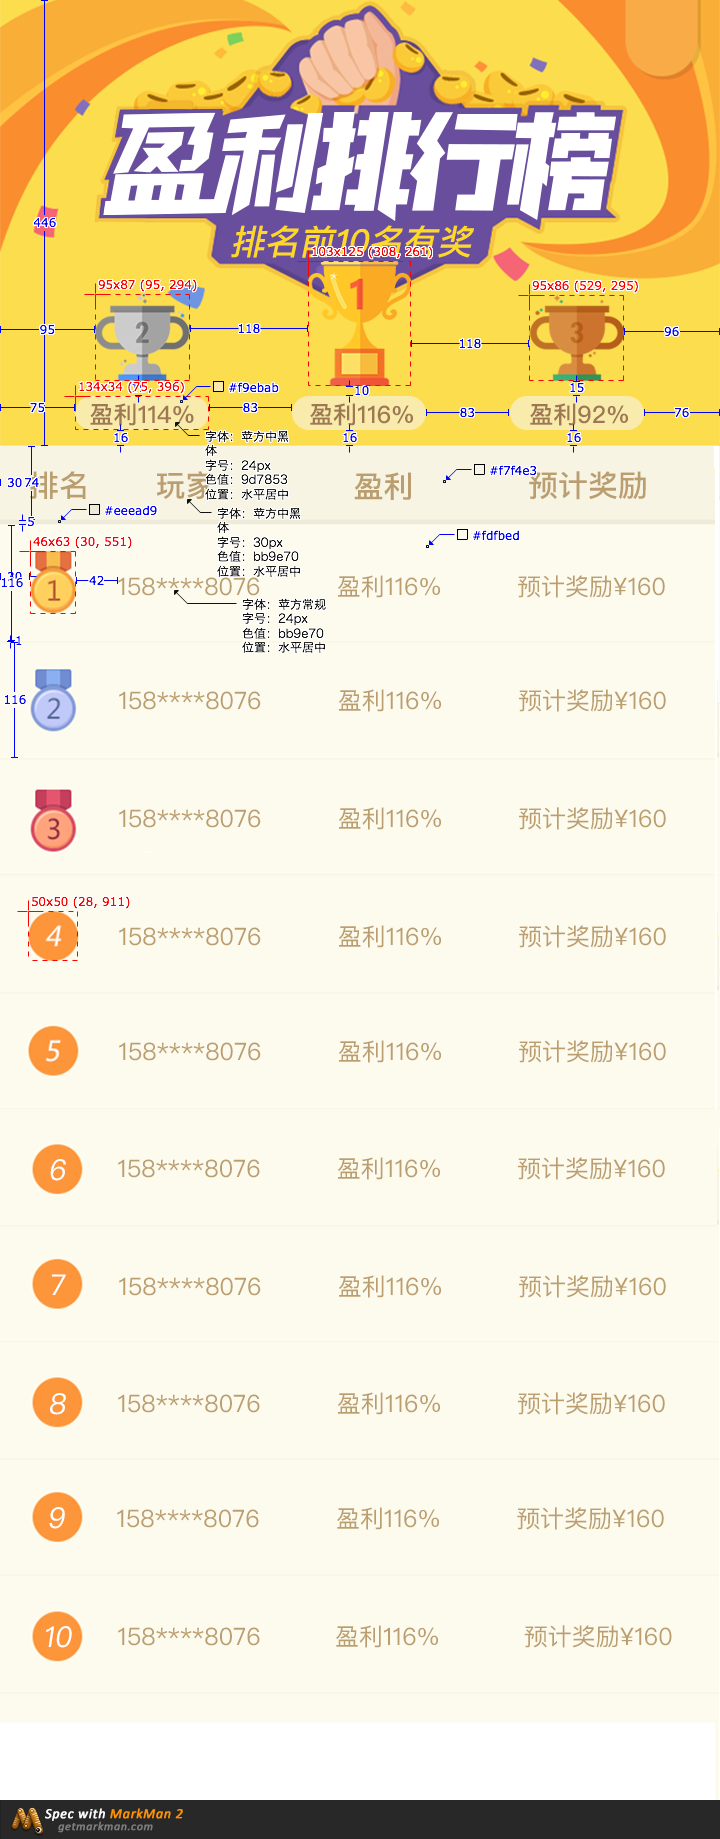 盈利排行榜
排名前10名有奖
446
103x125 (308, 261)
95x87 (95, 294)
95x86 (529, 295)
1
2
3
95
118
118
96
134x34 (75, 396)
#f9ebab
10
15
75
盈利114%
83
盈利116%
83
盈利92%
76
16
16
16
字体：苹方中黑
体
字号：24px
色值：9d7853
位置：水平居中
30
74
排名
玩家
盈利
预计奖励
#f7f4e3
#eeead9
5
字体：苹方中黑
体
字号：30px
色值：bb9e70
位置：水平居中
#fdfbed
46x63 (30, 551)
30
116
1
42
158****8076
盈利116%
预计奖励¥160
字体：苹方常规
字号：24px
色值：bb9e70
位置：水平居中
1
116
2
158****8076
盈利116%
预计奖励¥160
3
158****8076
盈利116%
预计奖励¥160
50x50 (28, 911)
4
158****8076
盈利116%
预计奖励¥160
5
158****8076
盈利116%
预计奖励¥160
6
158****8076
盈利116%
预计奖励¥160
7
158****8076
盈利116%
预计奖励¥160
8
158****8076
盈利116%
预计奖励¥160
9
158****8076
盈利116%
预计奖励¥160
10
158****8076
盈利116%
预计奖励¥160
Spec with MarkMan 2
getmarkman.com